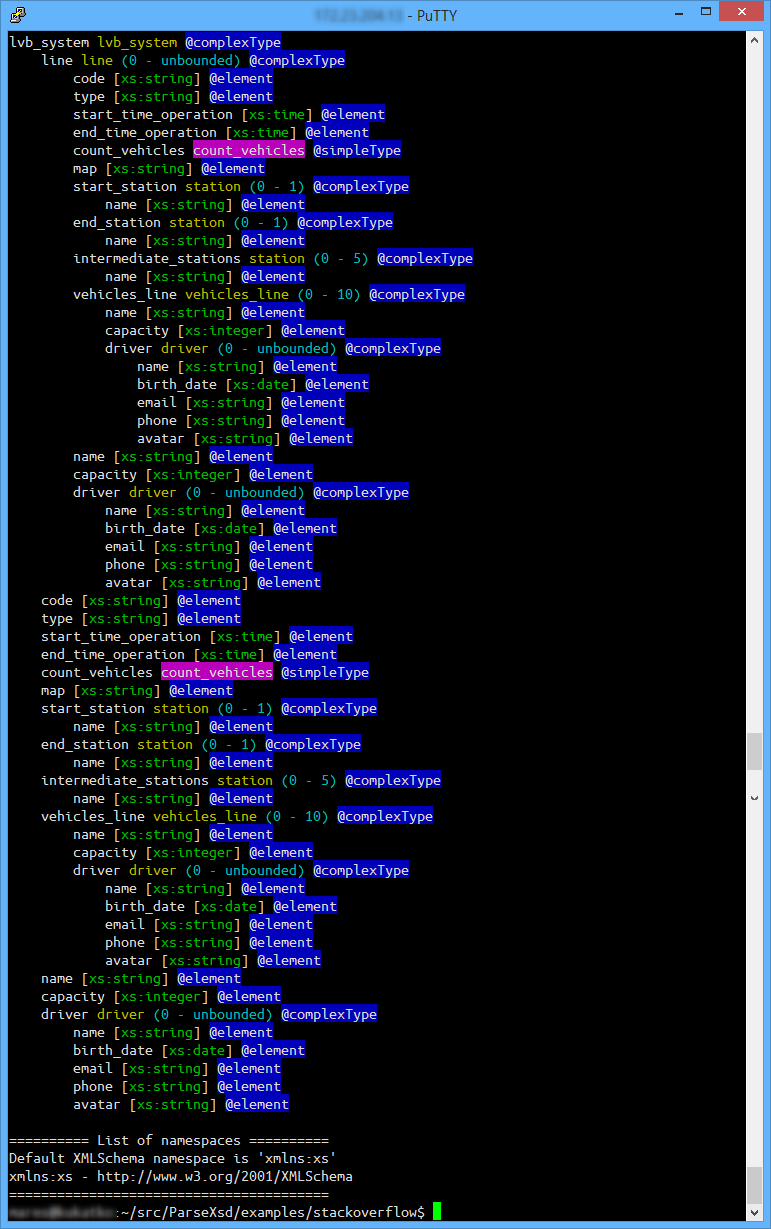 - PuTTY
lvb_system lvb_system @complexType
    line line (0 - unbounded) @complexType
        code [xs:string] @element
        type [xs:string] @element
        start_time_operation [xs:time] @element
        end_time_operation [xs:time] @element
        count_vehicles count_vehicles @simpleType
        map [xs:string] @element
        start_station station (0 - 1) @complexType
            name [xs:string] @element
        end_station station (0 - 1) @complexType
            name [xs:string] @element
        intermediate_stations station (0 - 5) @complexType
            name [xs:string] @element
        vehicles_line vehicles_line (0 - 10) @complexType
            name [xs:string] @element
            capacity [xs:integer] @element
            driver driver (0 - unbounded) @complexType
                name [xs:string] @element
                birth_date [xs:date] @element
                email [xs:string] @element
                phone [xs:string] @element
                avatar [xs:string] @element
        name [xs:string] @element
        capacity [xs:integer] @element
        driver driver (0 - unbounded) @complexType
            name [xs:string] @element
            birth_date [xs:date] @element
            email [xs:string] @element
            phone [xs:string] @element
            avatar [xs:string] @element
    code [xs:string] @element
    type [xs:string] @element
    start_time_operation [xs:time] @element
    end_time_operation [xs:time] @element
    count_vehicles count_vehicles @simpleType
    map [xs:string] @element
    start_station station (0 - 1) @complexType
        name [xs:string] @element
    end_station station (0 - 1) @complexType
        name [xs:string] @element
    intermediate_stations station (0 - 5) @complexType
        name [xs:string] @element
    vehicles_line vehicles_line (0 - 10) @complexType
        name [xs:string] @element
        capacity [xs:integer] @element
        driver driver (0 - unbounded) @complexType
            name [xs:string] @element
            birth_date [xs:date] @element
            email [xs:string] @element
            phone [xs:string] @element
            avatar [xs:string] @element
    name [xs:string] @element
    capacity [xs:integer] @element
    driver driver (0 - unbounded) @complexType
        name [xs:string] @element
        birth_date [xs:date] @element
        email [xs:string] @element
        phone [xs:string] @element
        avatar [xs:string] @element
========== List of namespaces ==========
Default XMLSchema namespace is 'xmlns:xs'
xmlns:xs - http://www.w3.org/2001/XMLSchema
========================================
:~/src/ParseXsd/examples/stackoverflow$